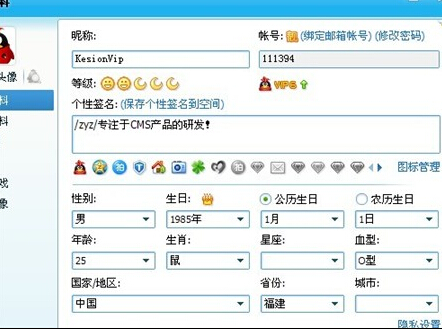 料
昵称:
帐号: (绑定邮箱帐号) (修改密码)
KesionVip
111394
头像
等级:
VIP6
料
个性签名: (保存个性签名到空间)
料
/zyz/专注于CMS产品的研发!
图标管理
戏
性别:
生日:
公历生日
农历生日
像
男
1985年
1月
1日
年龄:
生肖:
星座:
血型:
25
鼠
O型
国家/地区:
省份:
城市:
中国
福建
隐私设置